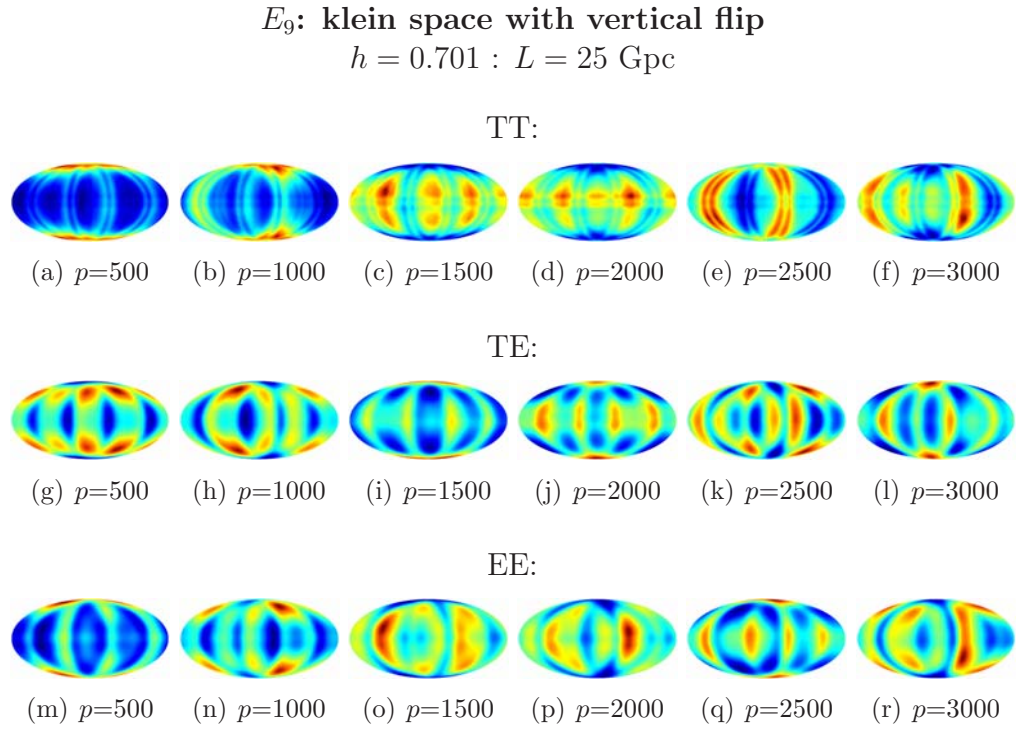 E₉: klein space with vertical flip
h = 0.701 : L = 25 Gpc
TT:
(a) p=500 (b) p=1000 (c) p=1500 (d) p=2000 (e) p=2500 (f) p=3000
TE:
(g) p=500 (h) p=1000 (i) p=1500 (j) p=2000 (k) p=2500 (l) p=3000
EE:
(m) p=500 (n) p=1000 (o) p=1500 (p) p=2000 (q) p=2500 (r) p=3000